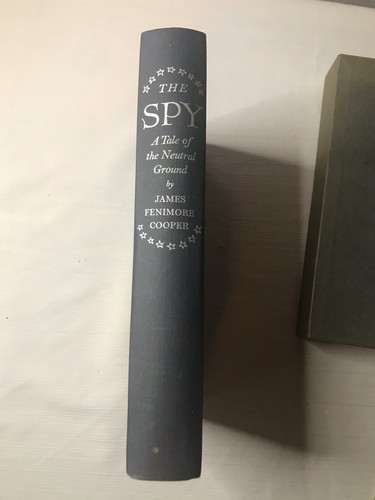 THE
SPY
A Tale of
the Neutral
Ground
by
JAMES
FENIMORE
COOPER